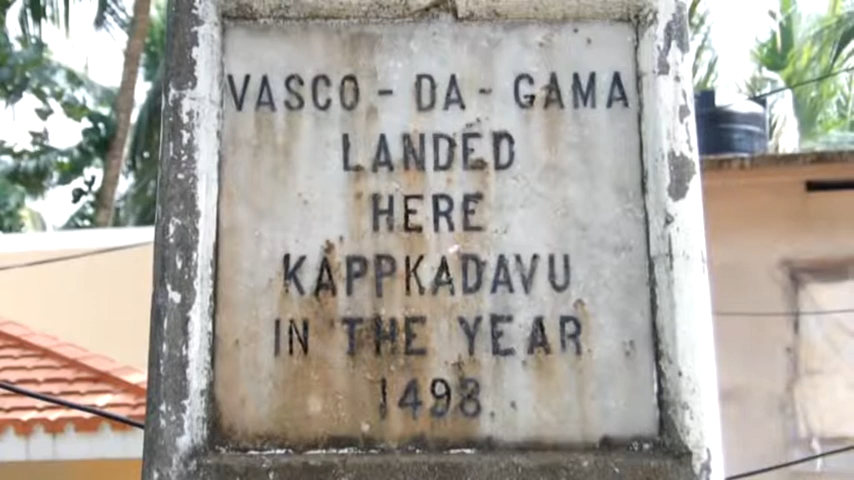 VASCO - DA - GAMA
LANDED
HERE
KAPPKADAVU
IN THE YEAR
1498.